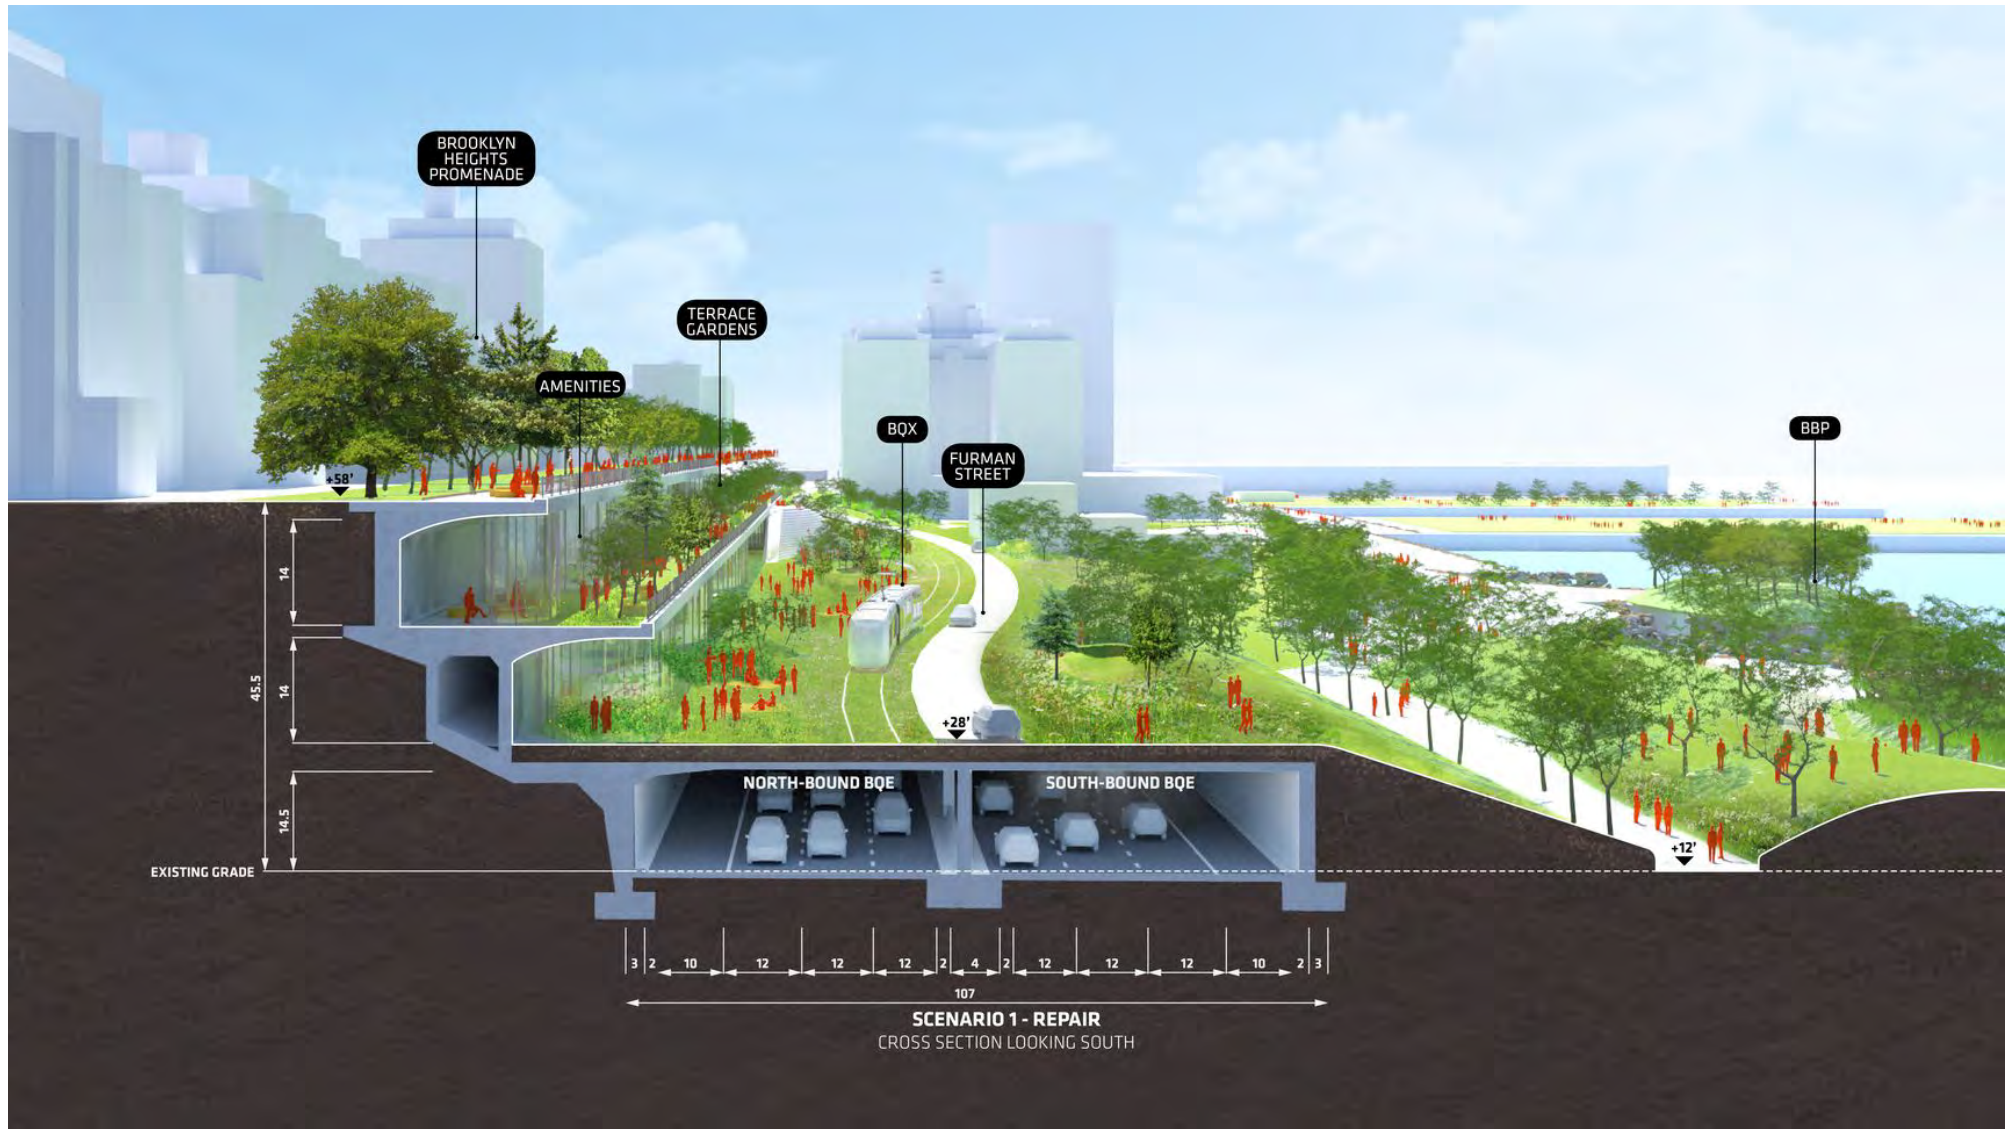 BROOKLYN
HEIGHTS
PROMENADE
TERRACE
GARDENS
AMENITIES
BQX
FURMAN
STREET
BBP
+58'
14
45.5
14
+28'
14.5
NORTH-BOUND BQE
SOUTH-BOUND BQE
+12'
EXISTING GRADE
3 2 10 12 12 12 2 4 2 12 12 12 10 2 3
107
SCENARIO 1 - REPAIR
CROSS SECTION LOOKING SOUTH